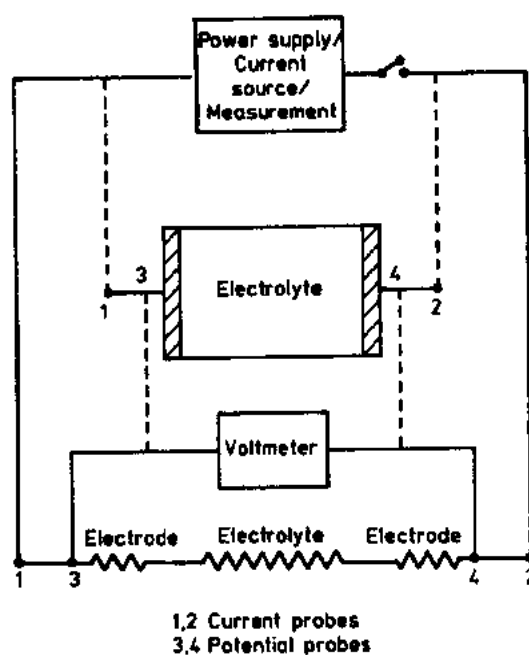 Power supply/
Current
source/
Measurement
3
Electrolyte
4
1
2
Voltmeter
Electrode Electrolyte Electrode
1 3 4 2
1,2 Current probes
3,4 Potential probes